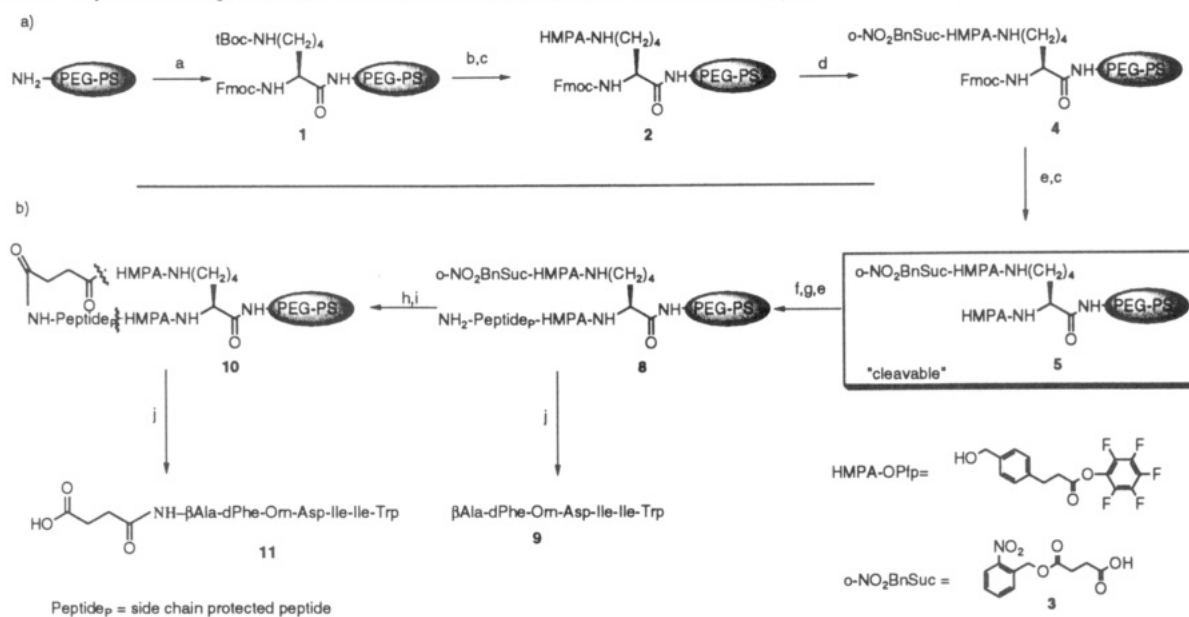 a)
tBoc-NH(CH2)4
NH2-PEG-PS
a
Fmoc-NH
O
NH-PEG-PS
1
b,c
HMPA-NH(CH2)4
Fmoc-NH
O
NH-PEG-PS
2
d
o-NO2BnSuc-HMPA-NH(CH2)4
Fmoc-NH
O
NH-PEG-PS
4
e,c
b)
O
O
HMPA-NH(CH2)4
NH-PeptideP
HMPA-NH
O
NH-PEG-PS
10
h,i
o-NO2BnSuc-HMPA-NH(CH2)4
NH2-PeptideP-HMPA-NH
O
NH-PEG-PS
8
f,g,e
o-NO2BnSuc-HMPA-NH(CH2)4
HMPA-NH
O
NH-PEG-PS
5
"cleavable"
j
j
HO
O
O
NH-βAla-dPhe-Orn-Asp-Ile-Ile-Trp
11
βAla-dPhe-Orn-Asp-Ile-Ile-Trp
9
HMPA-OPfp=
HO
O
O
F
F
F
F
F
o-NO2BnSuc =
NO2
O
O
OH
O
3
PeptideP = side chain protected peptide